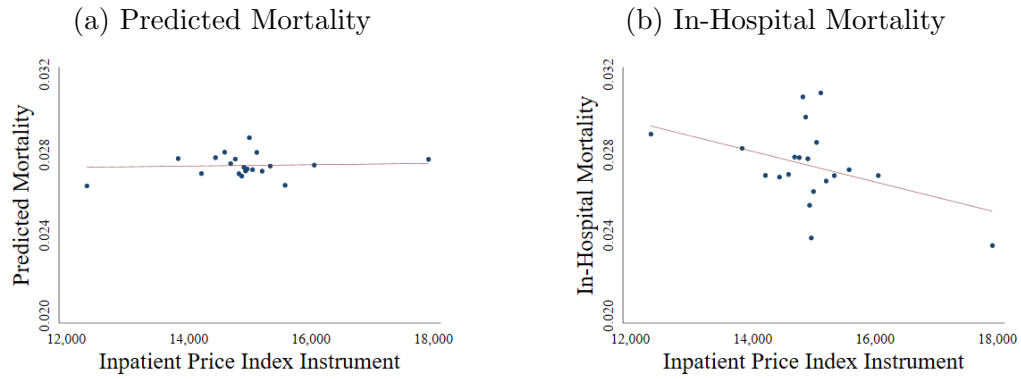 (a) Predicted Mortality
Predicted Mortality
0.032
0.028
0.024
0.020
12,000 14,000 16,000 18,000
Inpatient Price Index Instrument
(b) In-Hospital Mortality
In-Hospital Mortality
0.032
0.028
0.024
0.020
12,000 14,000 16,000 18,000
Inpatient Price Index Instrument